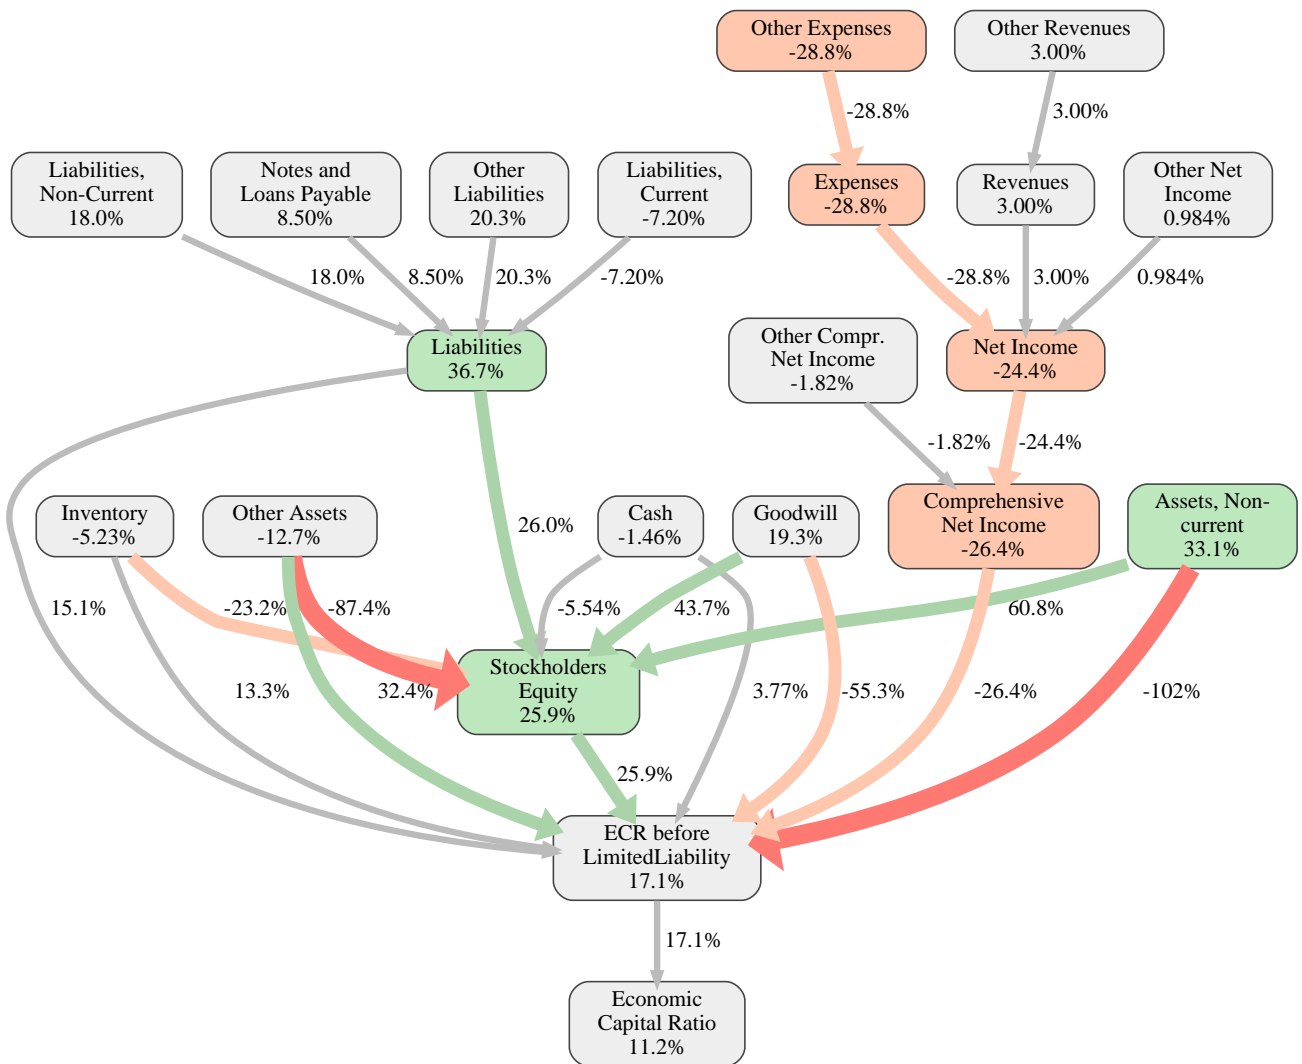 Other Expenses
-28.8%
Other Revenues
3.00%
-28.8%
3.00%
Liabilities,
Non-Current
18.0%
Notes and
Loans Payable
8.50%
Other
Liabilities
20.3%
Liabilities,
Current
-7.20%
Expenses
-28.8%
Revenues
3.00%
Other Net
Income
0.984%
18.0%
8.50%
20.3%
-7.20%
-28.8%
3.00%
0.984%
Liabilities
36.7%
Other Compr.
Net Income
-1.82%
Net Income
-24.4%
-1.82%
-24.4%
Inventory
-5.23%
Other Assets
-12.7%
26.0%
Cash
-1.46%
Goodwill
19.3%
Comprehensive
Net Income
-26.4%
Assets, Non-
current
33.1%
15.1%
-23.2%
-87.4%
-5.54%
43.7%
60.8%
13.3%
32.4%
Stockholders
Equity
25.9%
3.77%
-55.3%
-26.4%
-102%
25.9%
ECR before
LimitedLiability
17.1%
17.1%
Economic
Capital Ratio
11.2%